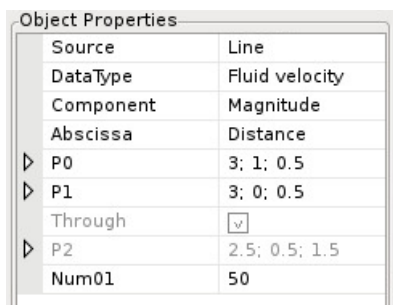 Object Properties
Source Line
DataType Fluid velocity
Component Magnitude
Abscissa Distance
P0 3; 1; 0.5
P1 3; 0; 0.5
Through
P2 2.5; 0.5; 1.5
Num01 50